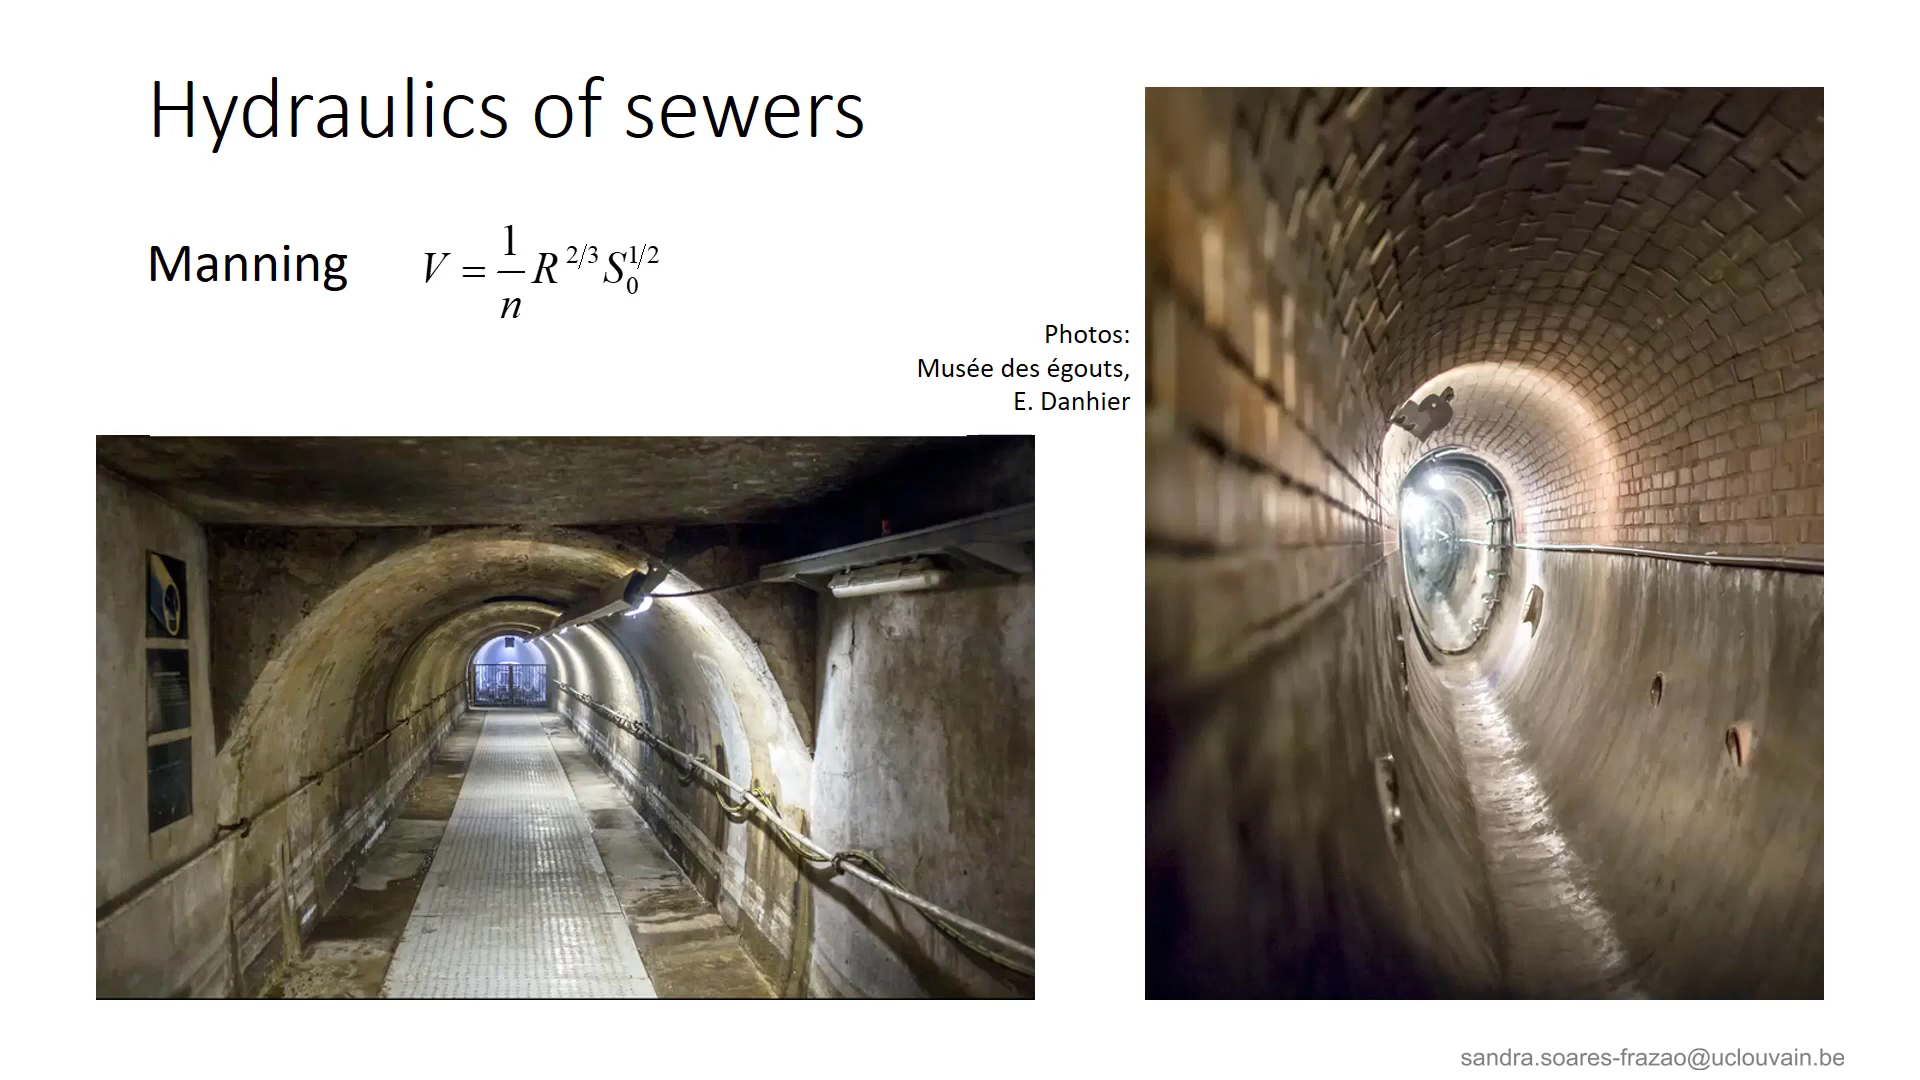 Hydraulics of sewers
Manning V = 1/n R^2/3 S_0^1/2
Photos:
Musée des égouts,
E. Danhier
sandra.soares-frazao@uclouvain.be